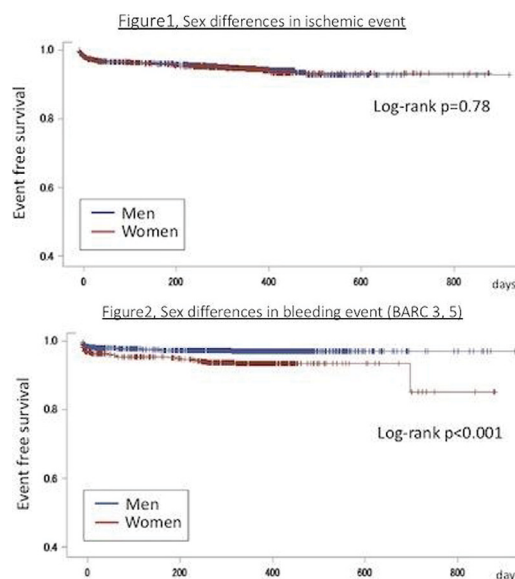 Figure1, Sex differences in ischemic event
1.0
0.8
0.6
0.4
Event free survival
Log-rank p=0.78
Men
Women
0 200 400 600 800 days
Figure2, Sex differences in bleeding event (BARC 3, 5)
1.0
0.8
0.6
0.4
Event free survival
Log-rank p<0.001
Men
Women
0 200 400 600 800 day